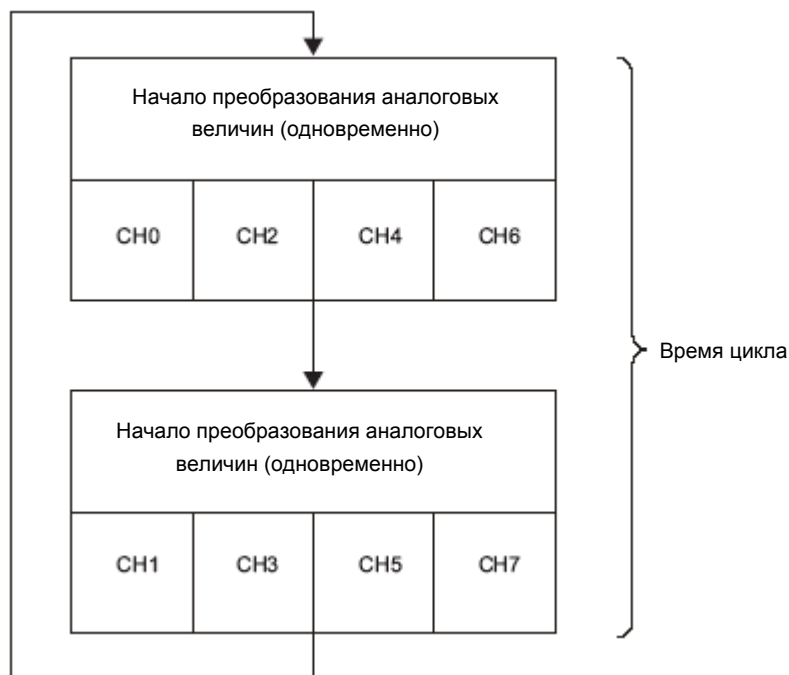 Начало преобразования аналоговых
величин (одновременно)
CH0 CH2 CH4 CH6
Время цикла
Начало преобразования аналоговых
величин (одновременно)
CH1 CH3 CH5 CH7